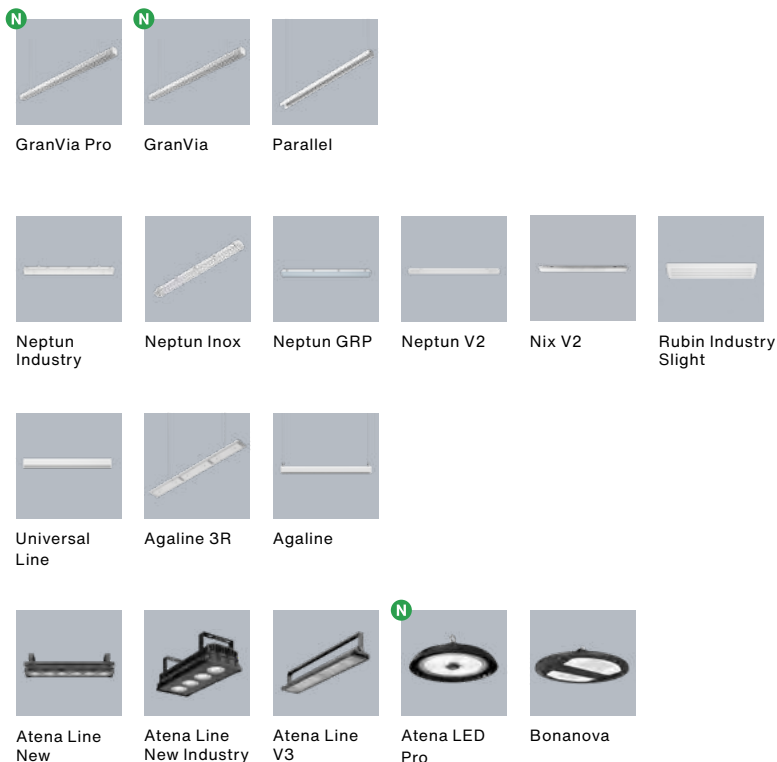 N N
GranVia Pro GranVia Parallel
Neptun Neptun Inox Neptun GRP Neptun V2 Nix V2 Rubin Industry
Industry Slight
Universal Agaline 3R Agaline
Line
N
Atena Line Atena Line Atena Line Atena LED Bonanova
New New Industry V3 Pro